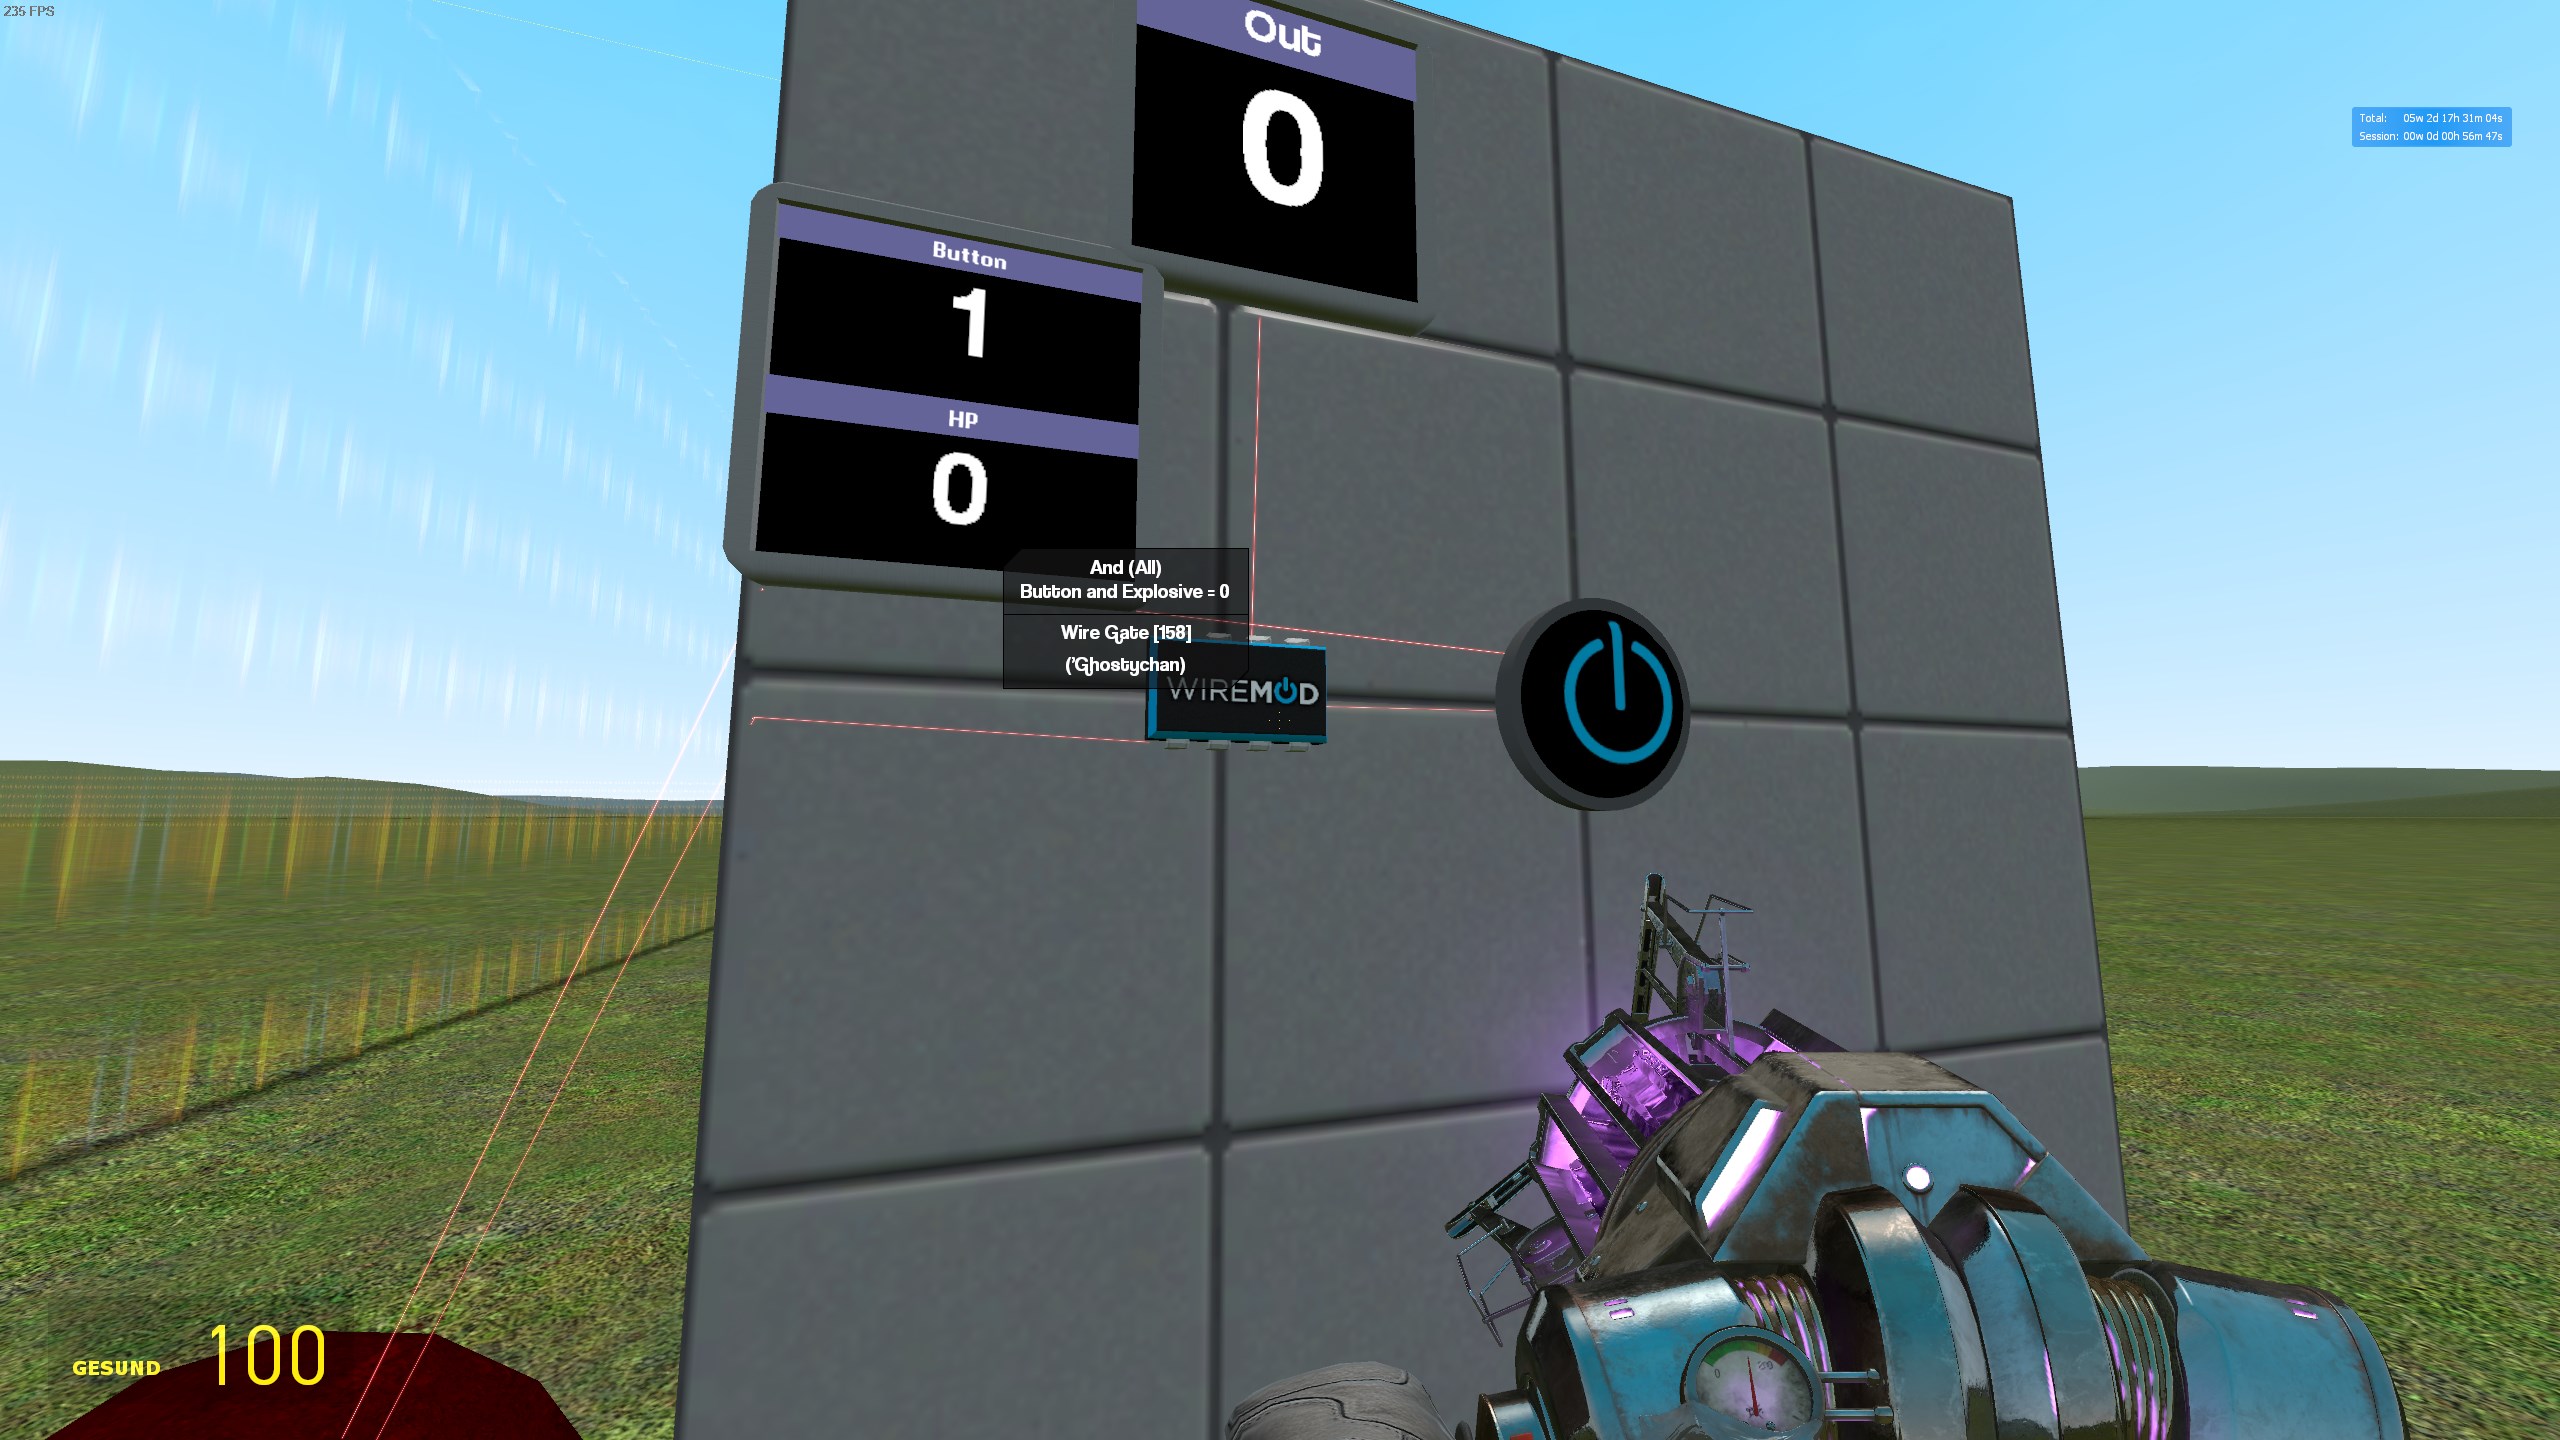 235 FPS
Out
0
Total: 05w 2d 17h 31m 04s
Session: 00w 0d 00h 56m 47s
Button
1
HP
0
And (All)
Button and Explosive = 0
Wire Gate [158]
('Ghostychan)
WIREMOD
GESUND 100